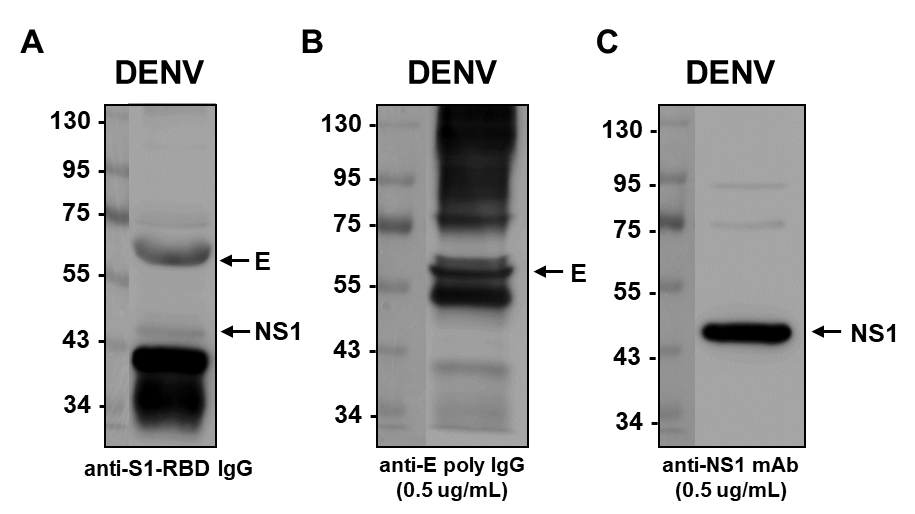 A
DENV
130 -
95 -
75 -
55 -
43 -
34 -
E
NS1
anti-S1-RBD IgG
B
DENV
130 -
95 -
75 -
55 -
43 -
34 -
E
anti-E poly IgG
(0.5 ug/mL)
C
DENV
130 -
95 -
75 -
55 -
43 -
34 -
NS1
anti-NS1 mAb
(0.5 ug/mL)